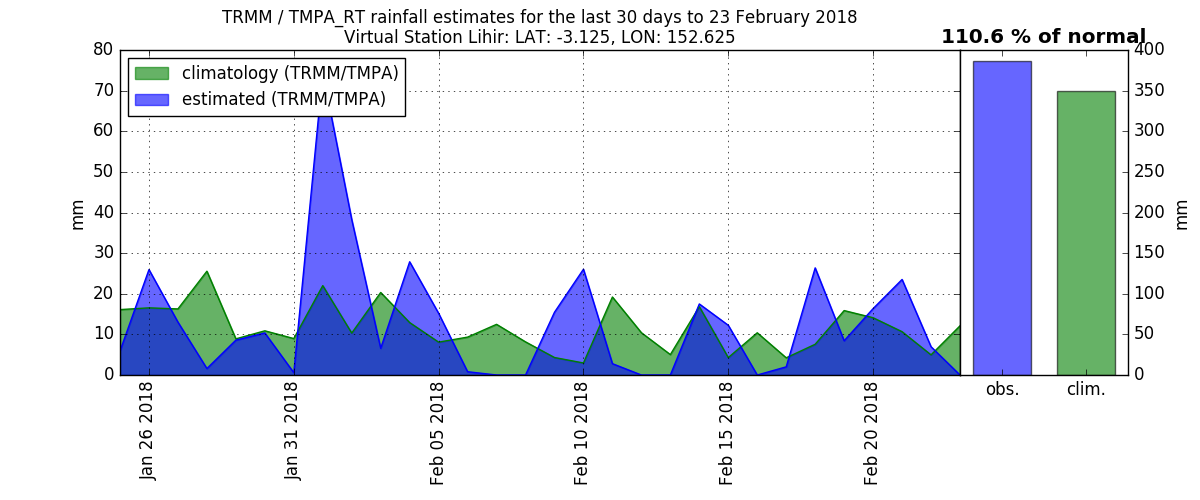 TRMM / TMPA_RT rainfall estimates for the last 30 days to 23 February 2018
Virtual Station Lihir: LAT: -3.125, LON: 152.625
110.6 % of normal
climatology (TRMM/TMPA)
estimated (TRMM/TMPA)
mm
80
70
60
50
40
30
20
10
0
Jan 26 2018
Jan 31 2018
Feb 05 2018
Feb 10 2018
Feb 15 2018
Feb 20 2018
obs.
clim.
400
350
300
250
200
150
100
50
0
mm